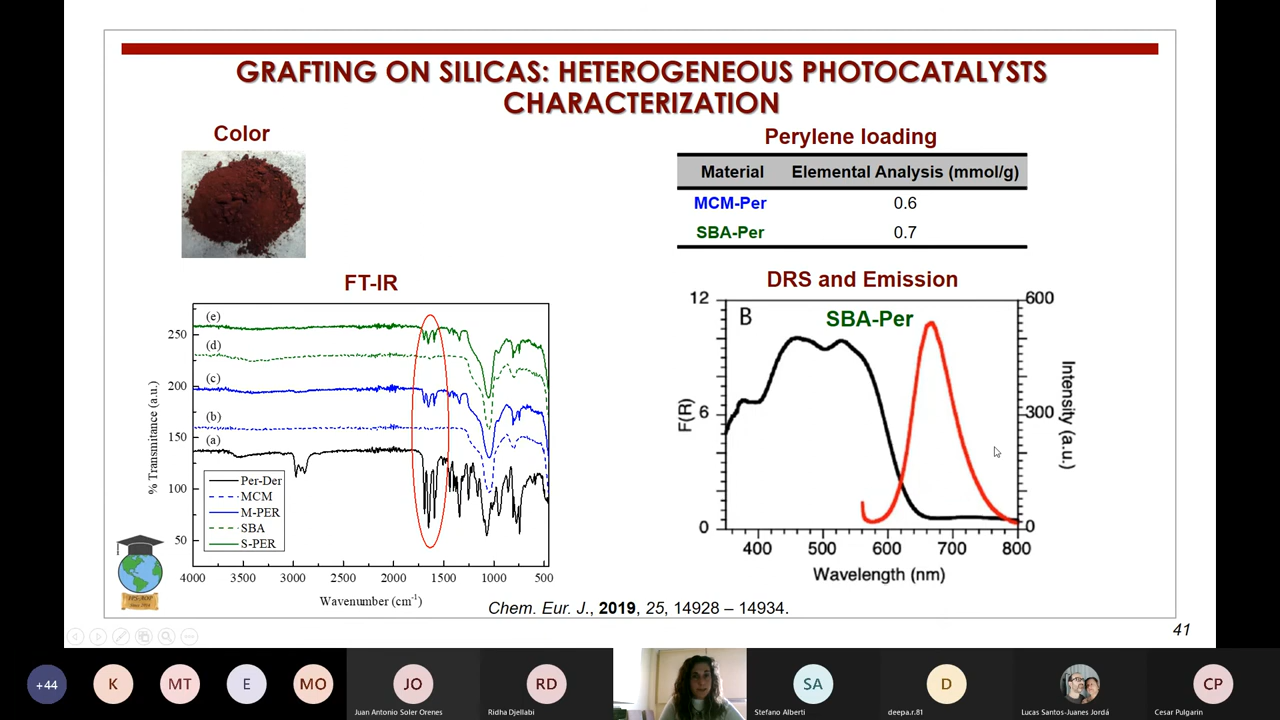 GRAFTING ON SILICAS: HETEROGENEOUS PHOTOCATALYSTS
CHARACTERIZATION
Color
Perylene loading
Material Elemental Analysis (mmol/g)
MCM-Per 0.6
SBA-Per 0.7
FT-IR
(e)
(d)
(c)
(b)
(a)
250
200
150
100
50
% Transmitance (a.u.)
Per-Der
MCM
M-PER
SBA
S-PER
4000 3500 3000 2500 2000 1500 1000 500
Wavenumber (cm-1)
DRS and Emission
12 B SBA-Per 600
F(R) 6 300 Intensity (a.u.)
0 0
400 500 600 700 800
Wavelength (nm)
Chem. Eur. J., 2019, 25, 14928 – 14934.
41
+44 K MT E MO JO RD SA D CP
Juan Antonio Soler Orenes Ridha Djellabi Stefano Alberti deepa.r.81 Lucas Santos-Juanes Jordá Cesar Pulgarin